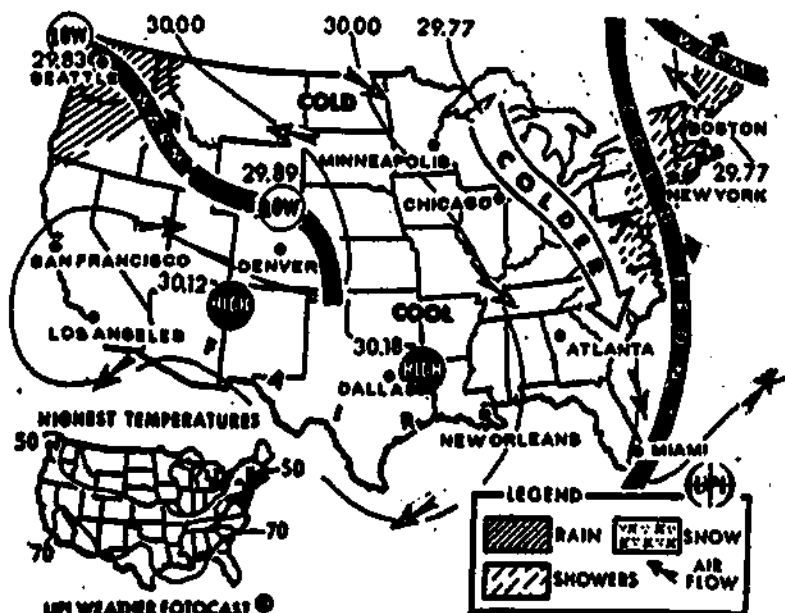 LOW
29.83
SEATTLE
30.00
30.00
29.77
COLD
MINNEAPOLIS
COLDER
BOSTON
29.77
NEW YORK
29.89
LOW
CHICAGO
SAN FRANCISCO
DENVER
30.12
HIGH
LOS ANGELES
COOL
30.18
HIGH
DALLAS
ATLANTA
F A I R
NEW ORLEANS
MIAMI
HIGHEST TEMPERATURES
50
50
70
70
UPI WEATHER FOTOCAST ©
UPI
LEGEND
RAIN
SNOW
SHOWERS
AIR
FLOW